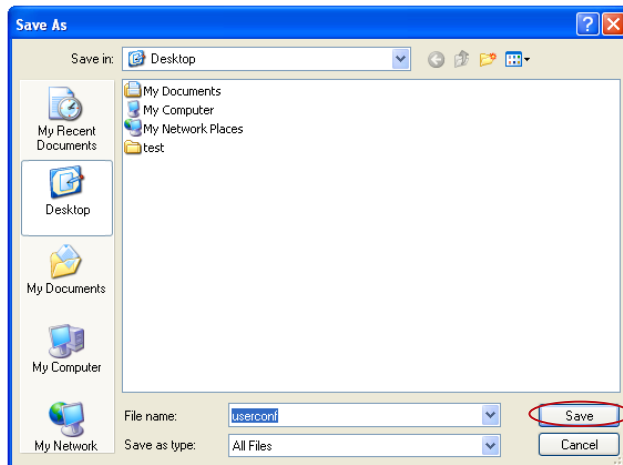 Save As
Save in:
Desktop
My Documents
My Computer
My Network Places
test
My Recent
Documents
Desktop
My Documents
My Computer
My Network
File name:
userconf
Save
Save as type:
All Files
Cancel